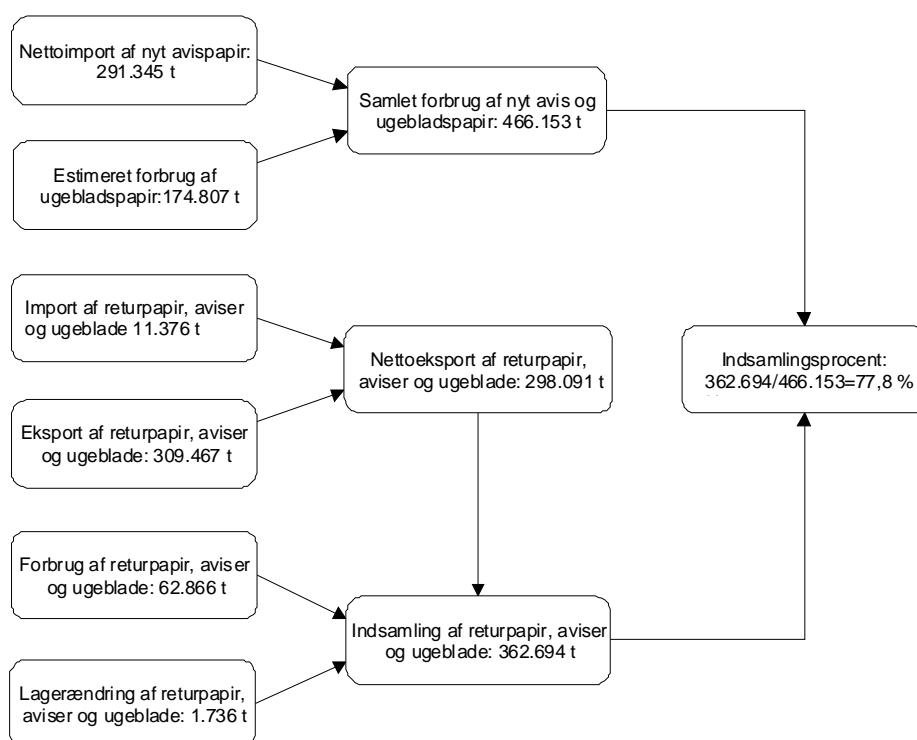 Nettoimport af nyt avispapir:
291.345 t
Samlet forbrug af nyt avis og
ugebladspapir: 466.153 t
Estimeret forbrug af
ugebladspapir:174.807 t
Import af returpapir, aviser
og ugeblade 11.376 t
Nettoeksport af returpapir,
aviser og ugeblade: 298.091 t
Indsamlingsprocent:
362.694/466.153=77,8 %
Eksport af returpapir, aviser
og ugeblade: 309.467 t
Forbrug af returpapir, aviser
og ugeblade: 62.866 t
Indsamling af returpapir, aviser
og ugeblade: 362.694 t
Lagerændring af returpapir,
aviser og ugeblade: 1.736 t